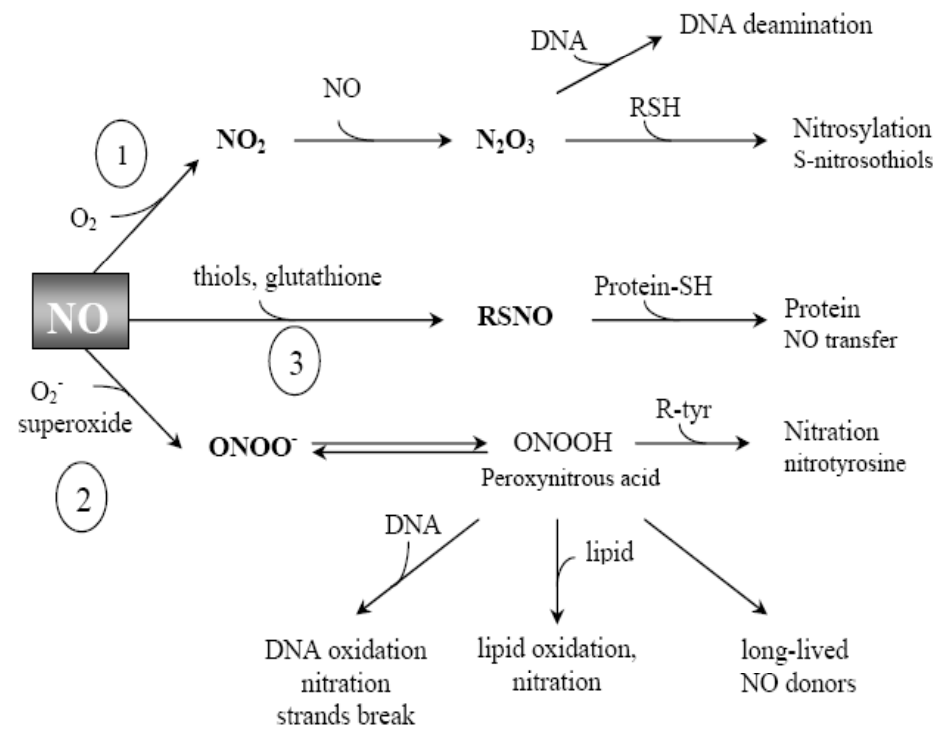 DNA
DNA deamination
NO
RSH
1
NO₂
N₂O₃
Nitrosylation
S-nitrosothiols
O₂
thiols, glutathione
Protein-SH
NO
RSNO
Protein
NO transfer
3
O₂⁻
superoxide
R-tyr
ONOO⁻
ONOOH
Nitration
nitrotyrosine
Peroxynitrous acid
2
DNA
lipid
DNA oxidation
nitration
strands break
lipid oxidation,
nitration
long-lived
NO donors